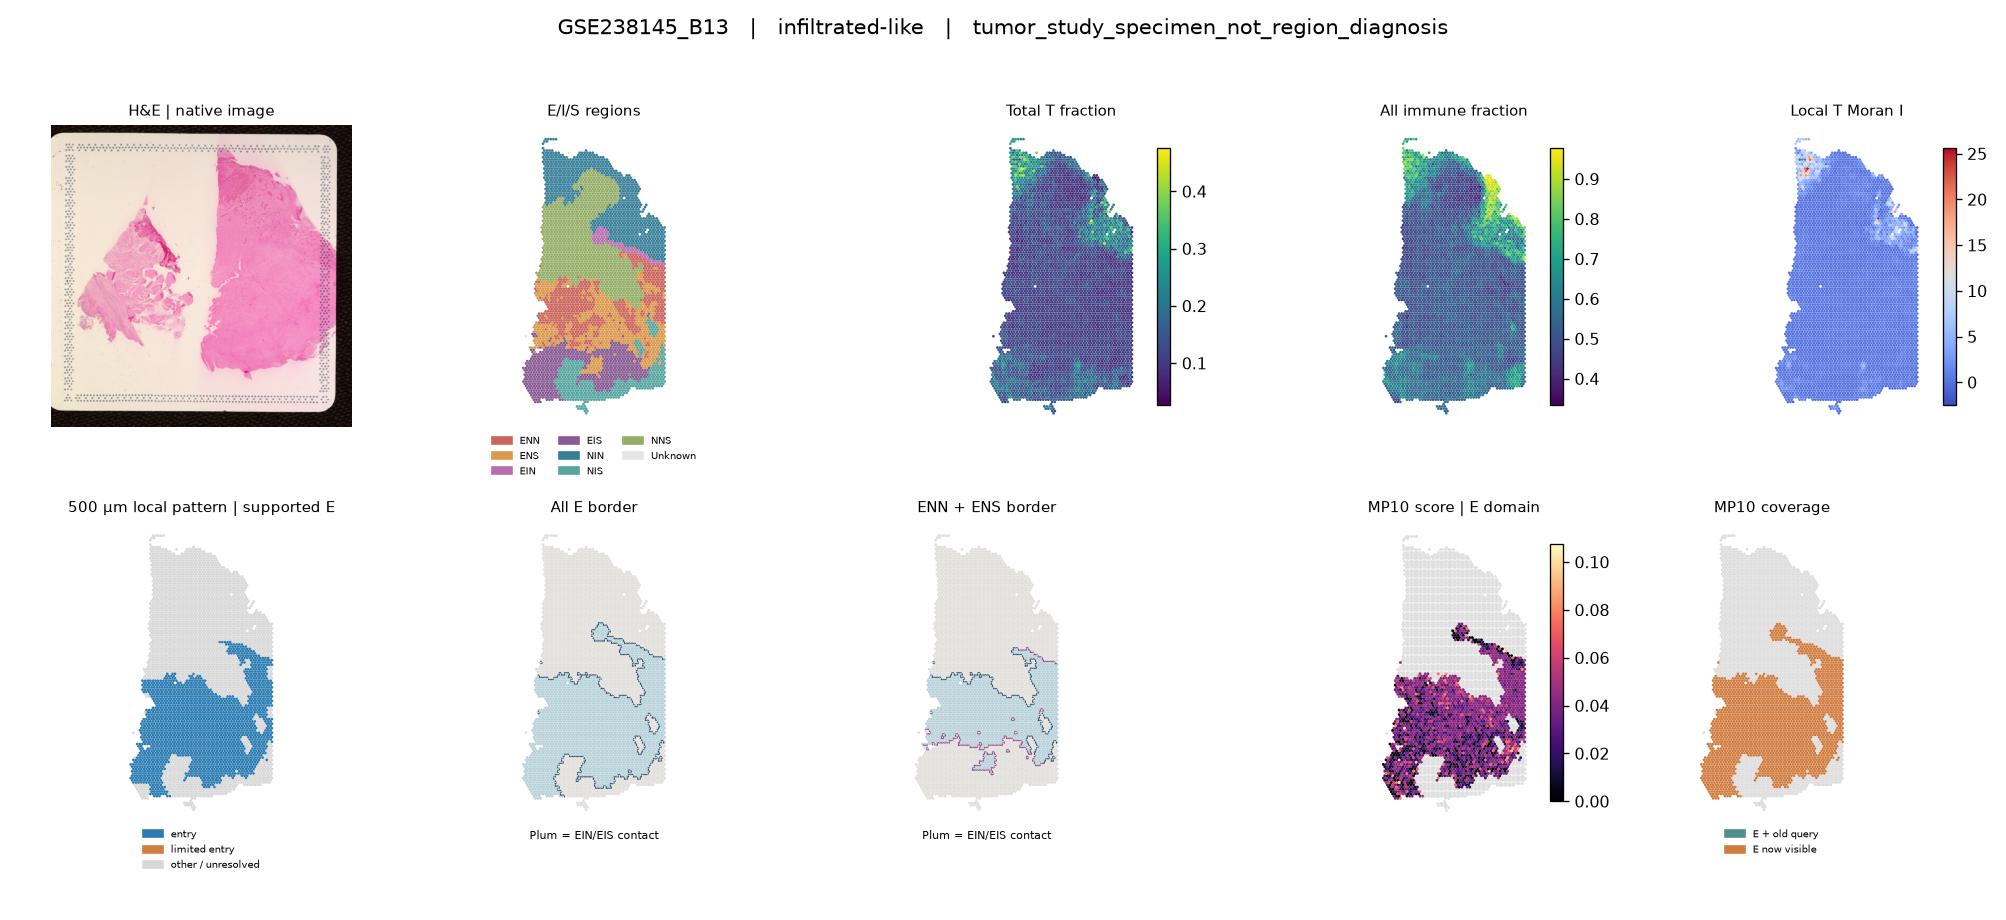 GSE238145_B13 | infiltrated-like | tumor_study_specimen_not_region_diagnosis
H&E | native image
E/I/S regions
Total T fraction
All immune fraction
Local T Moran I
0.4
0.3
0.2
0.1
0.9
0.8
0.7
0.6
0.5
0.4
25
20
15
10
5
0
ENN
ENS
EIN
EIS
NIN
NIS
NNS
Unknown
500 µm local pattern | supported E
All E border
ENN + ENS border
MP10 score | E domain
MP10 coverage
0.10
0.08
0.06
0.04
0.02
0.00
entry
limited entry
other / unresolved
Plum = EIN/EIS contact
Plum = EIN/EIS contact
E + old query
E now visible